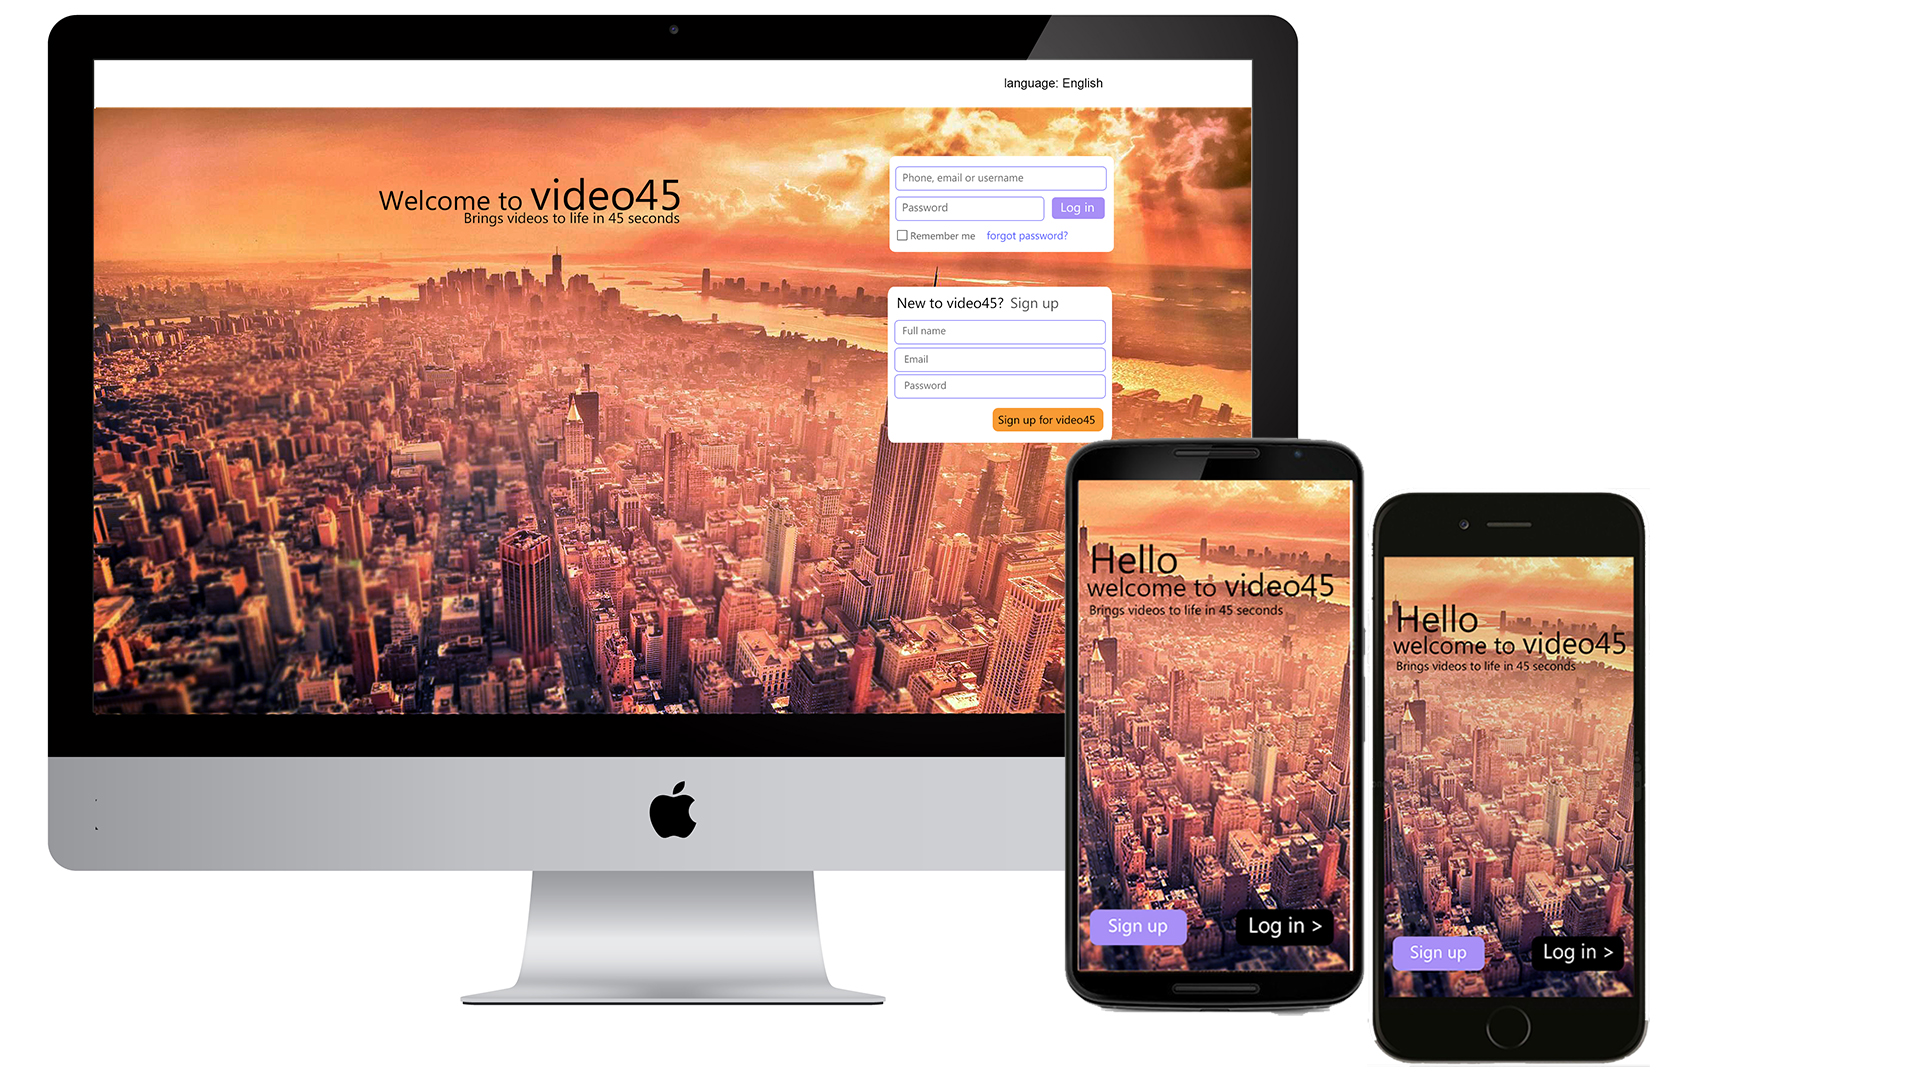 language: English
Welcome to video45
Brings videos to life in 45 seconds
Phone, email or username
Password
Log in
Remember me forgot password?
New to video45? Sign up
Full name
Email
Password
Sign up for video45
Hello
welcome to video45
Brings videos to life in 45 seconds
Sign up
Log in >
Hello
welcome to video45
Brings videos to life in 45 seconds
Sign up
Log in >